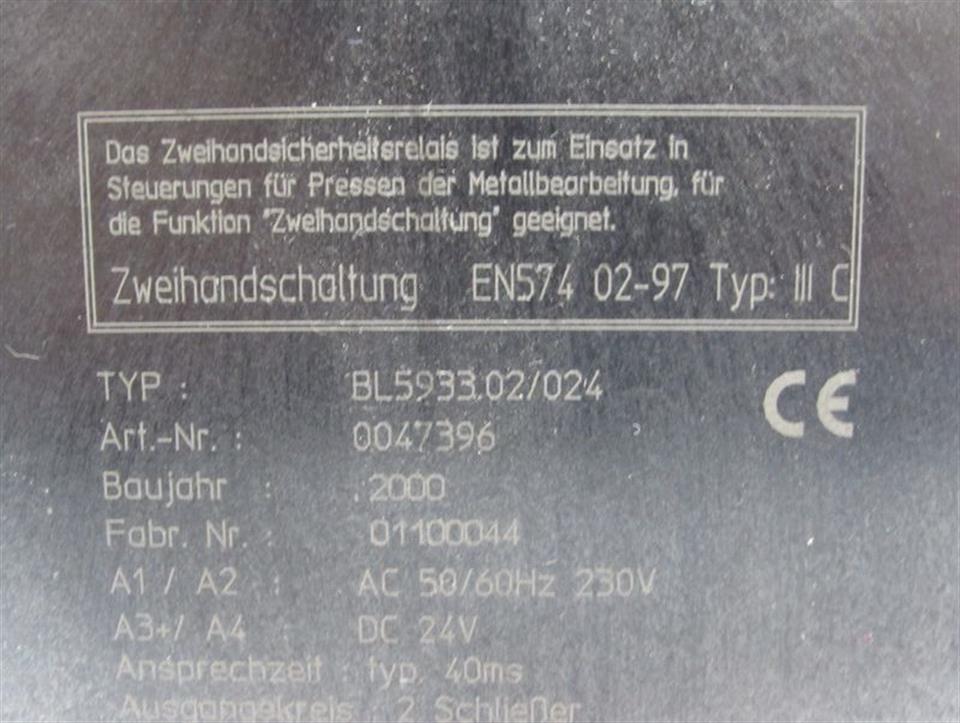 Das Zweihandsicherheitsrelais ist zum Einsatz in
Steuerungen für Pressen der Metallbearbeitung, für
die Funktion "Zweihandschaltung" geeignet.
Zweihandschaltung EN574 02-97 Typ: III C
TYP : BL5933.02/024 CE
Art.-Nr. : 0047396
Baujahr : 2000
Fabr. Nr. : 01100044
A1 / A2 : AC 50/60Hz 230V
A3+/ A4 : DC 24V
Ansprechzeit : typ. 40ms
Ausgangskreis : 2 Schließer